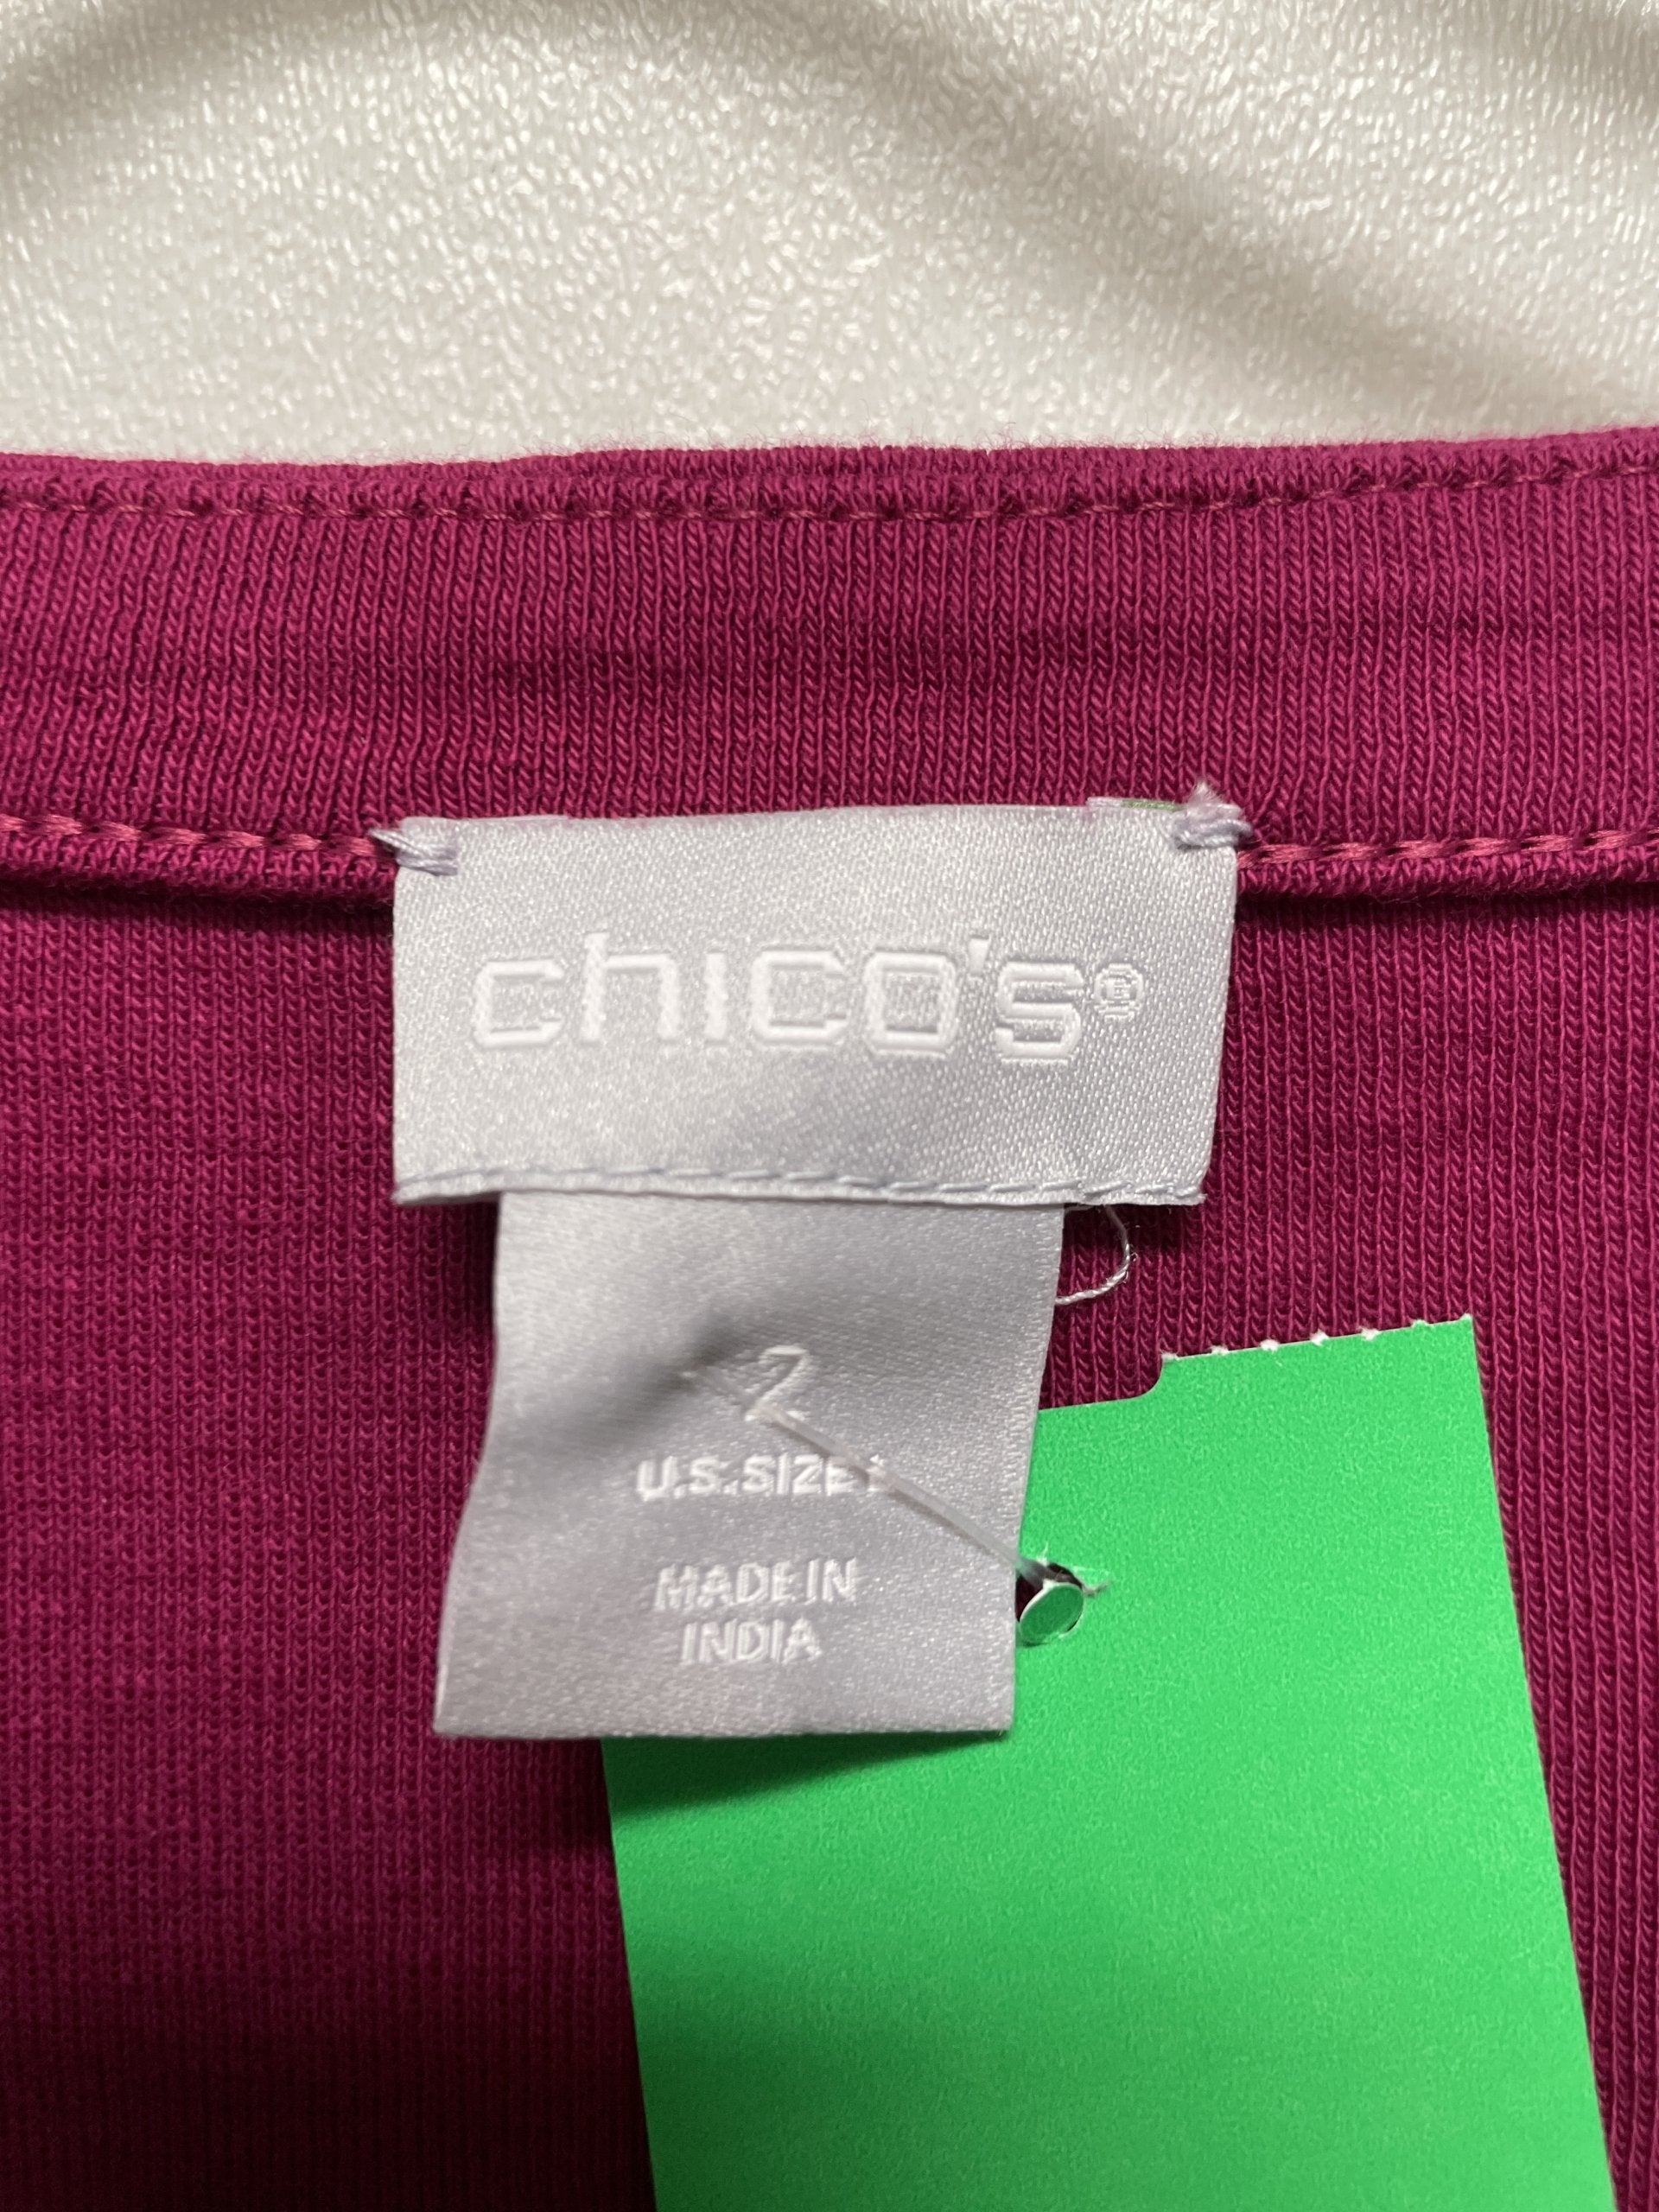 chico's®
2
U.S. SIZE
MADE IN
INDIA